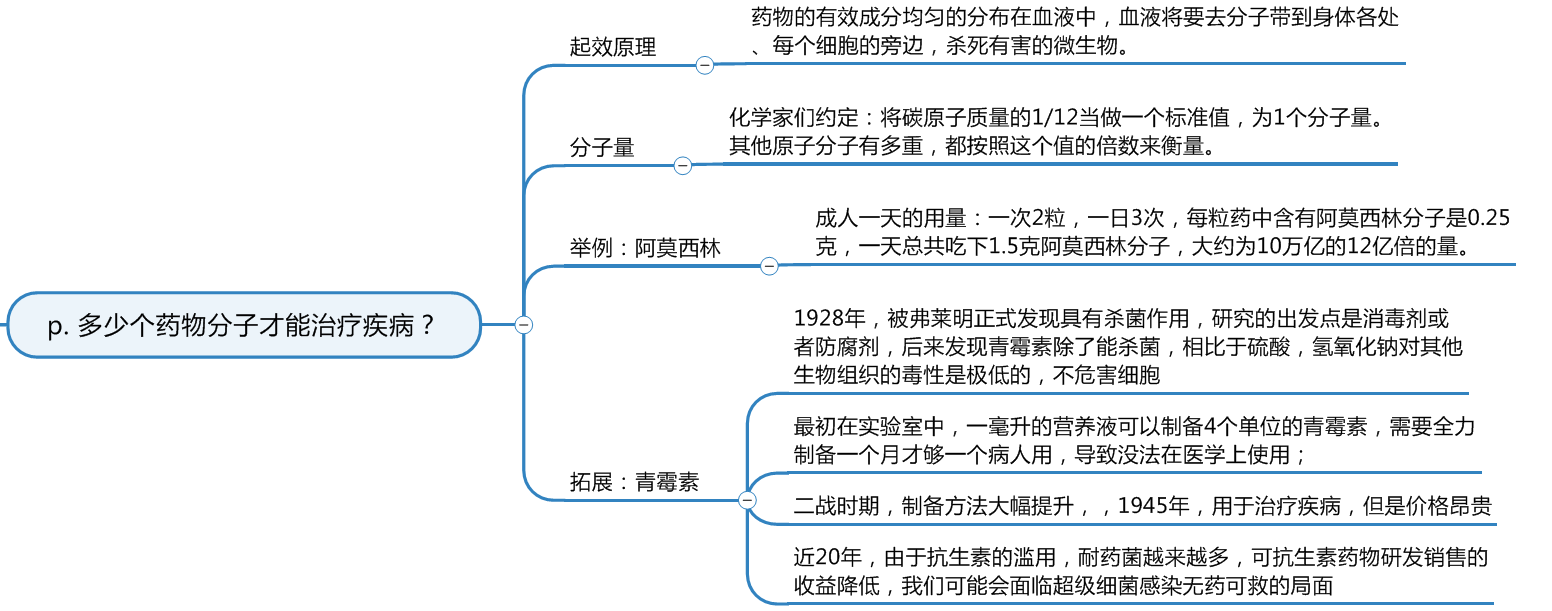 p. 多少个药物分子才能治疗疾病？
起效原理
药物的有效成分均匀的分布在血液中，血液将要去分子带到身体各处
、每个细胞的旁边，杀死有害的微生物。
分子量
化学家们约定：将碳原子质量的1/12当做一个标准值，为1个分子量。
其他原子分子有多重，都按照这个值的倍数来衡量。
举例：阿莫西林
成人一天的用量：一次2粒，一日3次，每粒药中含有阿莫西林分子是0.25
克，一天总共吃下1.5克阿莫西林分子，大约为10万亿的12亿倍的量。
拓展：青霉素
1928年，被弗莱明正式发现具有杀菌作用，研究的出发点是消毒剂或
者防腐剂，后来发现青霉素除了能杀菌，相比于硫酸，氢氧化钠对其他
生物组织的毒性是极低的，不危害细胞
最初在实验室中，一毫升的营养液可以制备4个单位的青霉素，需要全力
制备一个月才够一个病人用，导致没法在医学上使用；
二战时期，制备方法大幅提升，，1945年，用于治疗疾病，但是价格昂贵
近20年，由于抗生素的滥用，耐药菌越来越多，可抗生素药物研发销售的
收益降低，我们可能会面临超级细菌感染无药可救的局面